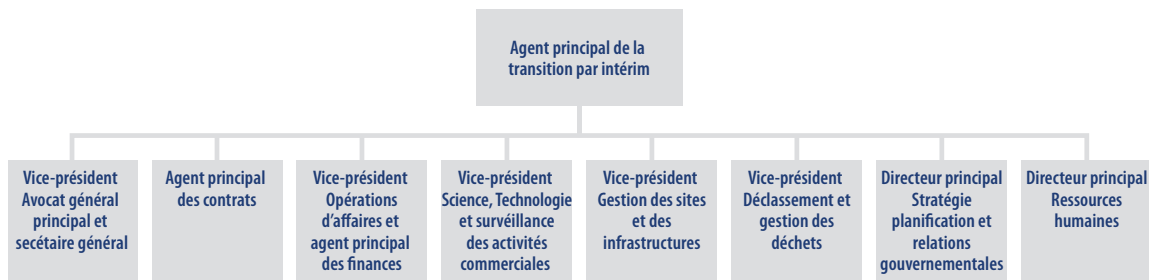 Agent principal de la
transition par intérim
Vice-président
Avocat général
principal et
secétaire général
Agent principal
des contrats
Vice-président
Opérations
d'affaires et
agent principal
des finances
Vice-président
Science, Technologie
et survéillance
des activités
commerciales
Vice-président
Gestion des sites
et des
infrastructures
Vice-président
Déclassement et
gestion des
déchets
Directeur principal
Stratégie
planification et
relations
gouvernementales
Directeur principal
Ressources
humaines